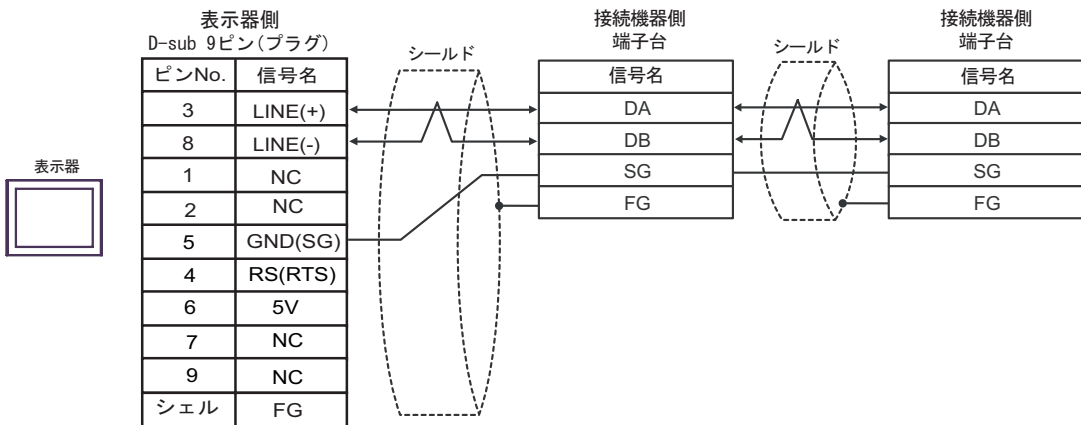 表示器側
D-sub 9ピン(プラグ)
シールド
接続機器側
端子台
シールド
接続機器側
端子台
ピンNo. 信号名
信号名
信号名
3 LINE(+)
DA
DA
8 LINE(-)
DB
DB
表示器
1 NC
SG
SG
2 NC
FG
FG
5 GND(SG)
4 RS(RTS)
6 5V
7 NC
9 NC
シェル FG